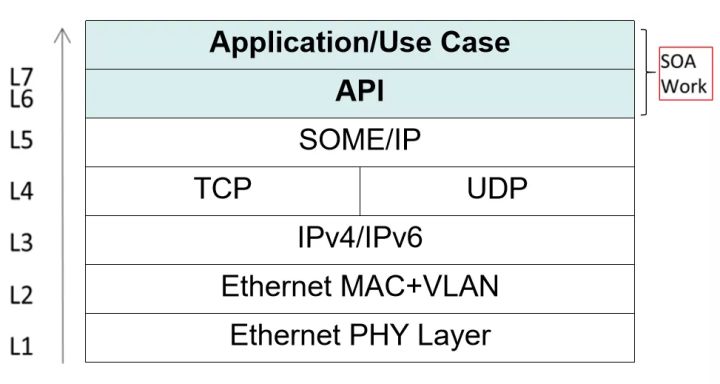 Application/Use Case
L7
L6
API
SOA
Work
L5
SOME/IP
L4
TCP
UDP
L3
IPv4/IPv6
L2
Ethernet MAC+VLAN
L1
Ethernet PHY Layer